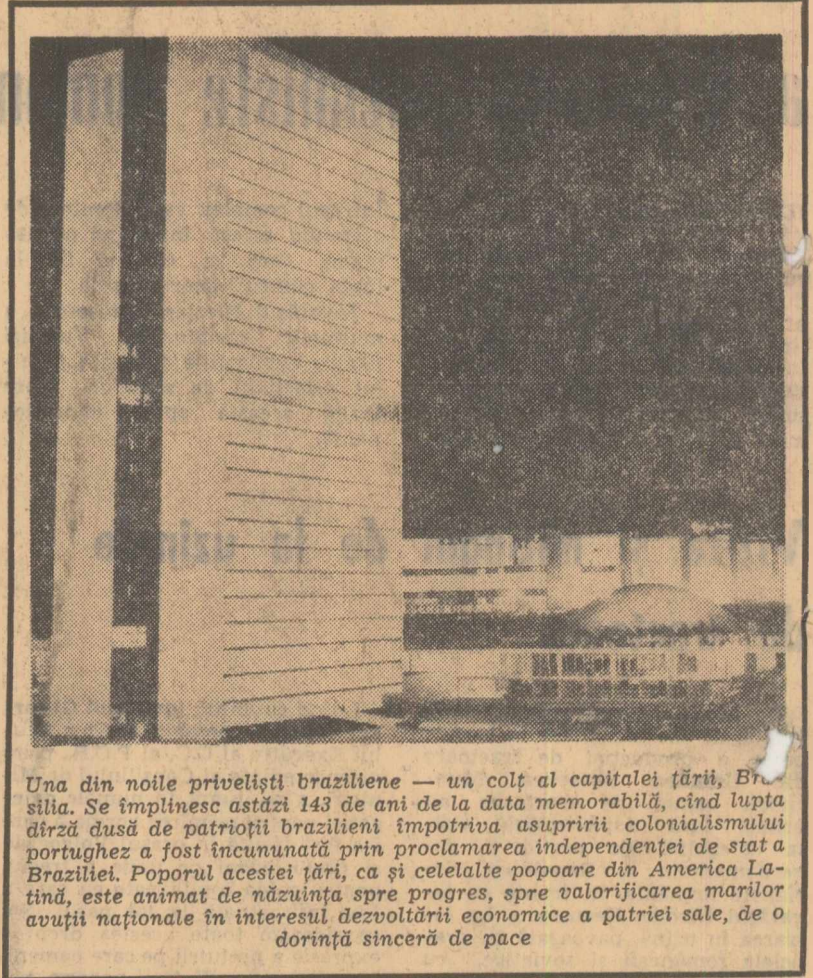 Una din noile priveliști braziliene — un colț al capitalei țării, Bra-
silia. Se împlinesc astăzi 143 de ani de la data memorabilă, cînd lupta
dîrză dusă de patrioții brazilieni împotriva asupririi colonialismului
portughez a fost încununată prin proclamarea independenței de stat a
Braziliei. Poporul acestei țări, ca și celelalte popoare din America La-
tină, este animat de năzuința spre progres, spre valorificarea marilor
avuții naționale în interesul dezvoltării economice a patriei sale, de o
dorință sinceră de pace